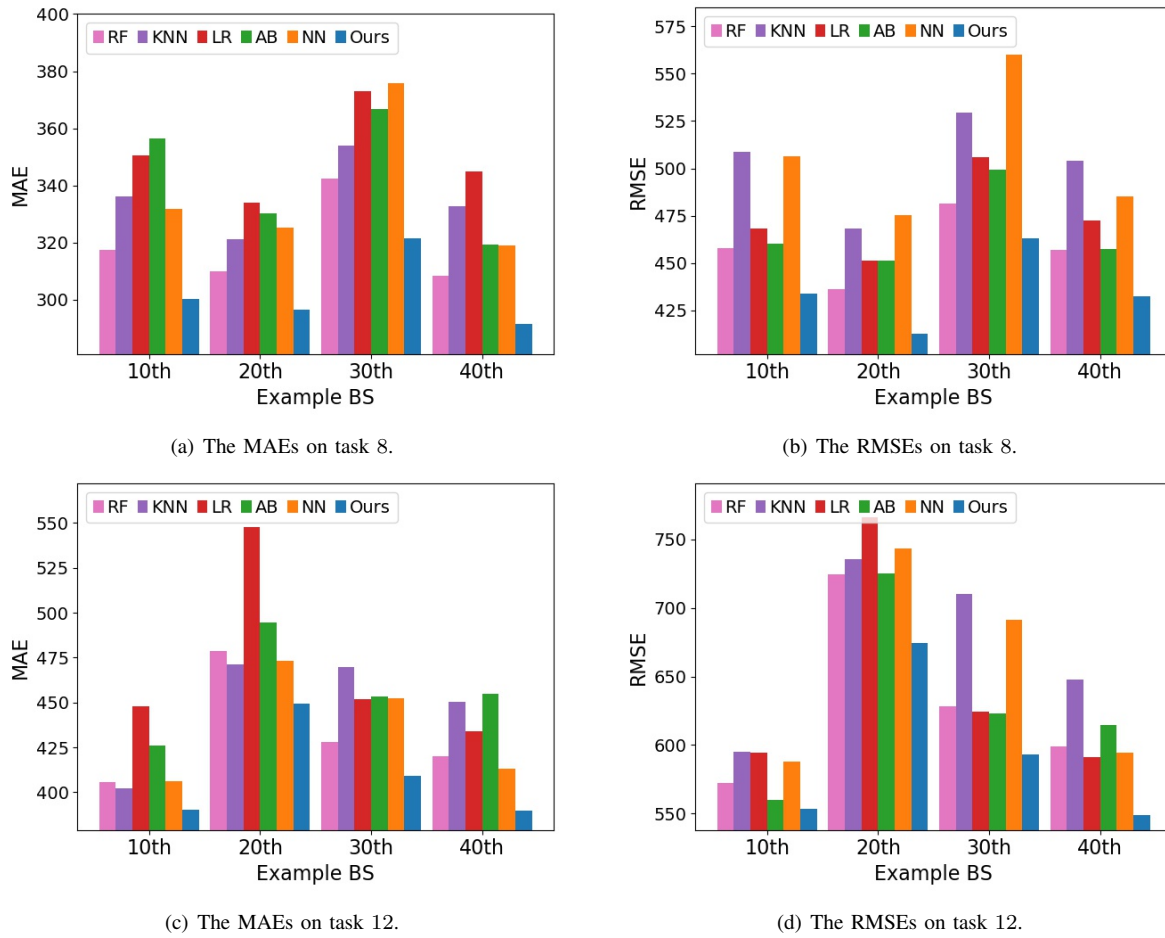 400
380
360
340
320
300
MAE
RF KNN LR AB NN Ours
10th 20th 30th 40th
Example BS
(a) The MAEs on task 8.
575
550
525
500
475
450
425
RMSE
RF KNN LR AB NN Ours
10th 20th 30th 40th
Example BS
(b) The RMSEs on task 8.
550
525
500
475
450
425
400
MAE
RF KNN LR AB NN Ours
10th 20th 30th 40th
Example BS
(c) The MAEs on task 12.
750
700
650
600
550
RMSE
RF KNN LR AB NN Ours
10th 20th 30th 40th
Example BS
(d) The RMSEs on task 12.